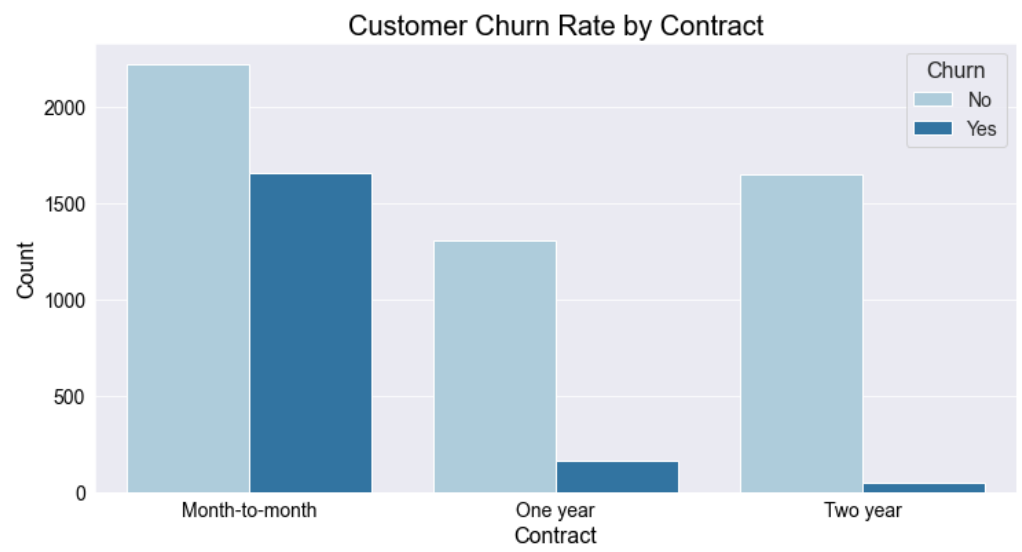 Customer Churn Rate by Contract
Churn
No
Yes
2000
1500
1000
500
0
Count
Month-to-month
One year
Two year
Contract